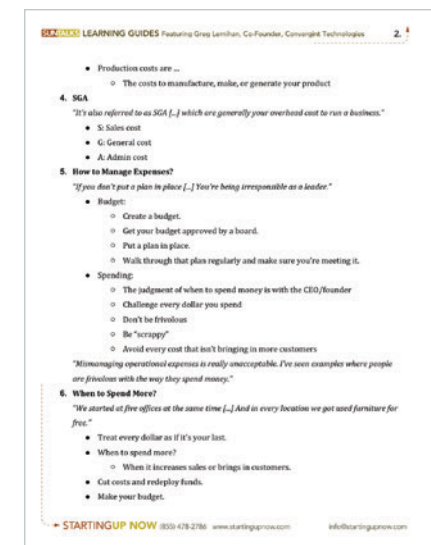 SUNTALKS LEARNING GUIDES Featuring Greg Lernihan, Co-Founder, Convergint Technologies 2.
● Production costs are ...
○ The costs to manufacture, make, or generate your product
4. SGA
"It's also referred to as SGA [...] which are generally your overhead cost to run a business."
● S: Sales cost
● G: General cost
● A: Admin cost
5. How to Manage Expenses?
"If you don't put a plan in place [...] You're being irresponsible as a leader."
● Budget:
○ Create a budget.
○ Get your budget approved by a board.
○ Put a plan in place.
○ Walk through that plan regularly and make sure you're meeting it.
● Spending:
○ The judgment of when to spend money is with the CEO/founder
○ Challenge every dollar you spend
○ Don't be frivolous
○ Be "scrappy"
○ Avoid every cost that isn't bringing in more customers
"Mismanaging operational expenses is really unacceptable. I've seen examples where people
are frivolous with the way they spend money."
6. When to Spend More?
"We started at five offices at the same time [...] And in every location we got used furniture for
free."
● Treat every dollar as if it's your last.
● When to spend more?
○ When it increases sales or brings in customers.
● Cut costs and redeploy funds.
● Make your budget.
STARTINGUP NOW (855) 478-2786 www.startingupnow.com info@startingupnow.com